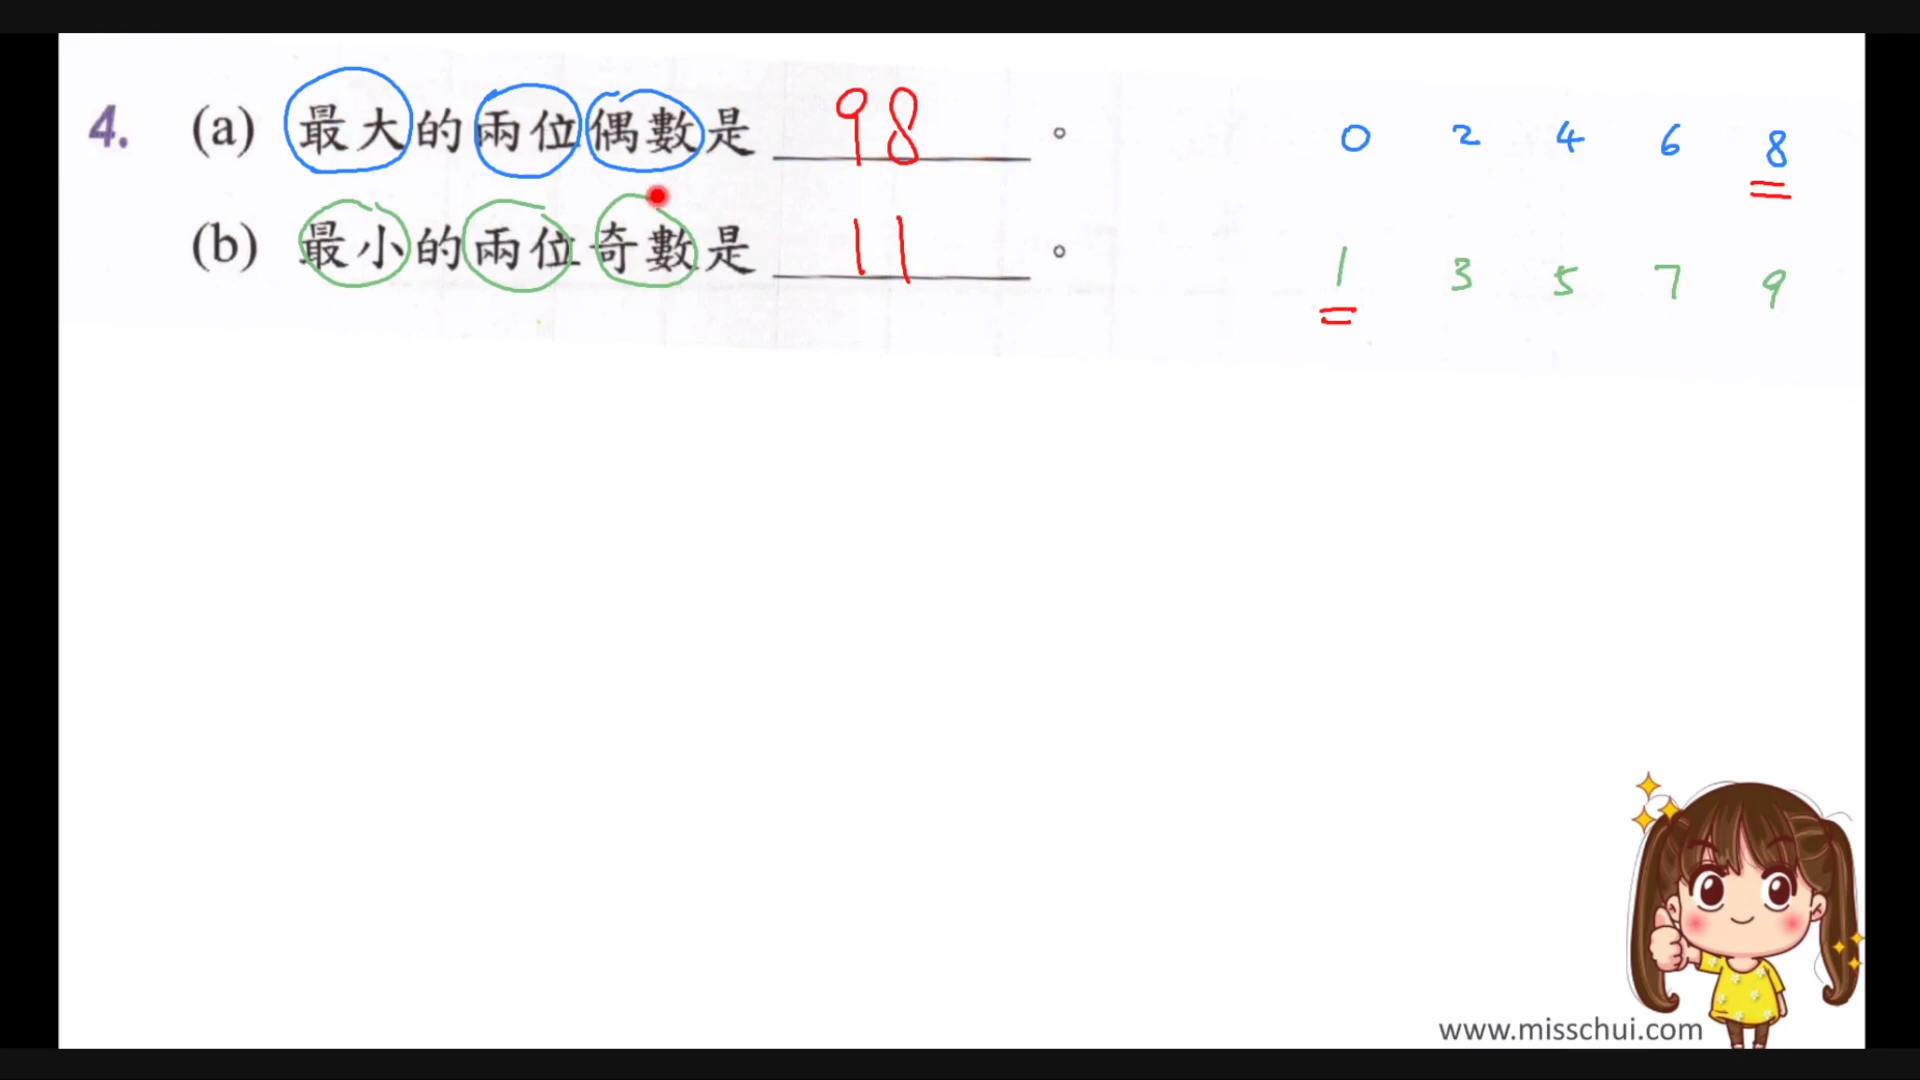 4. (a) 最大的兩位偶數是 98 。 0 2 4 6 8
(b) 最小的兩位奇數是 11 。 1 3 5 7 9
www.misschui.com